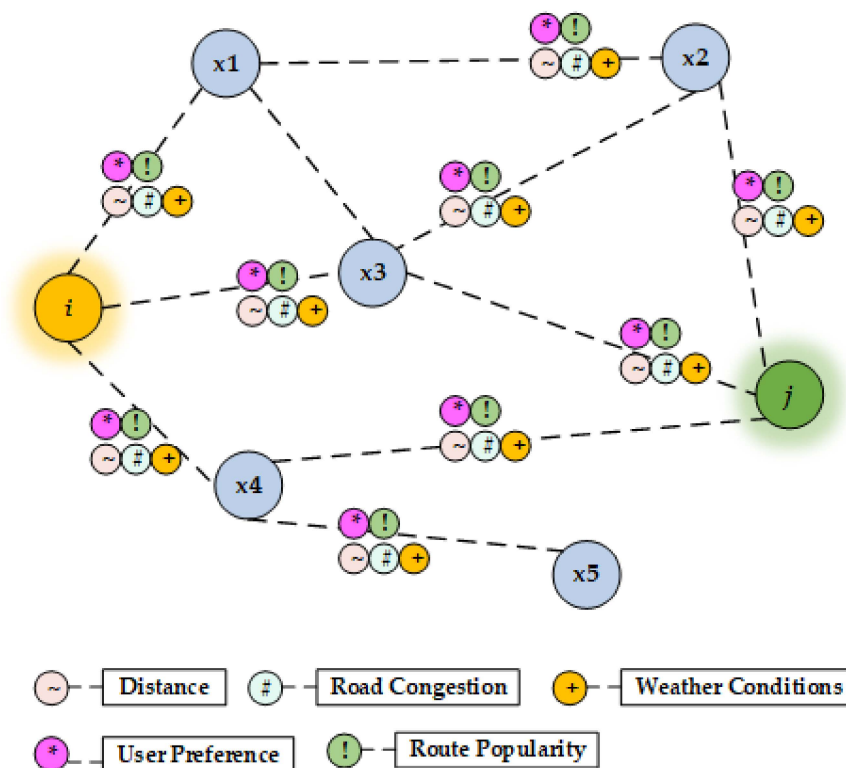 * !
x1 ~ # + x2
* !
~ # +
* !
~ # +
* !
~ # +
x3
* !
~ # +
i
* !
~ # +
j
* !
~ # +
* !
~ # +
x4
* !
~ # +
x5
~ Distance # Road Congestion + Weather Conditions
* User Preference ! Route Popularity